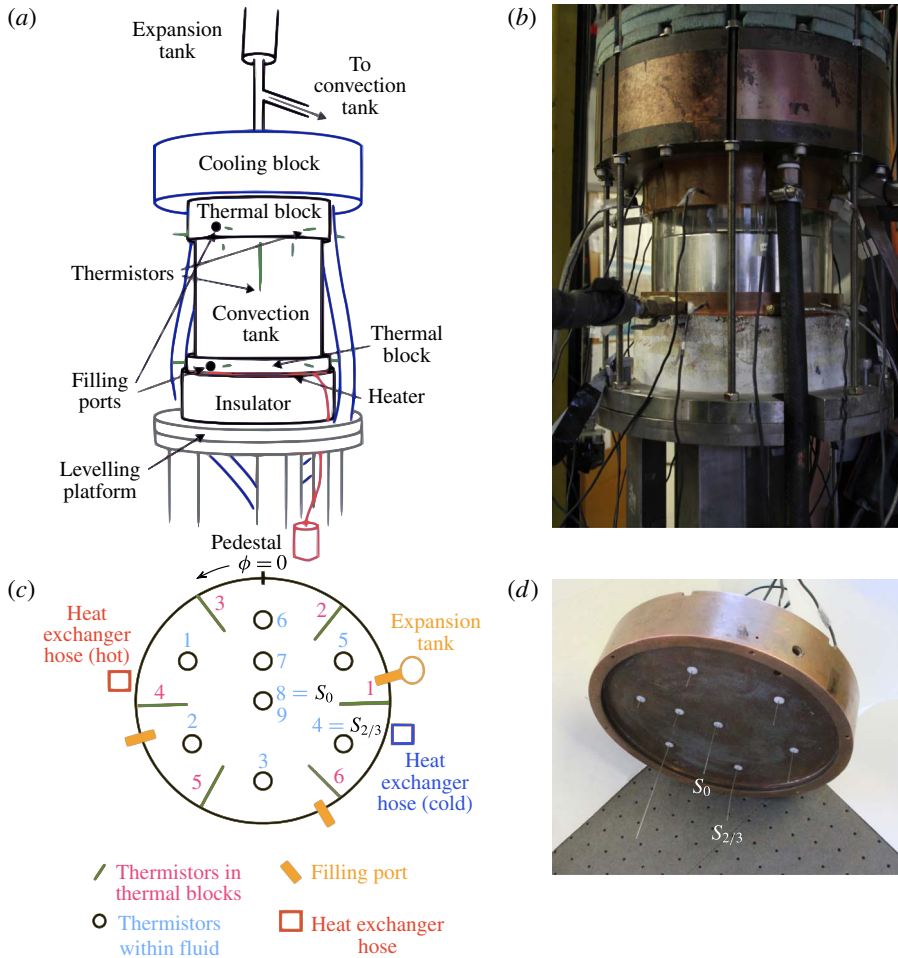 (a)
Expansion
tank
To
convection
tank
Cooling block
Thermal block
Thermistors
Convection
tank
Thermal
block
Filling
ports
Heater
Insulator
Levelling
platform
(b)
(c)
Pedestal
ϕ = 0
Heat
exchanger
hose (hot)
Expansion
tank
3
2
6
1
5
7
4
8 = S0
1
9
2
4 = S2/3
3
5
6
Heat
exchanger
hose (cold)
Thermistors in
thermal blocks
Filling port
Thermistors
within fluid
Heat exchanger
hose
(d)
S0
S2/3